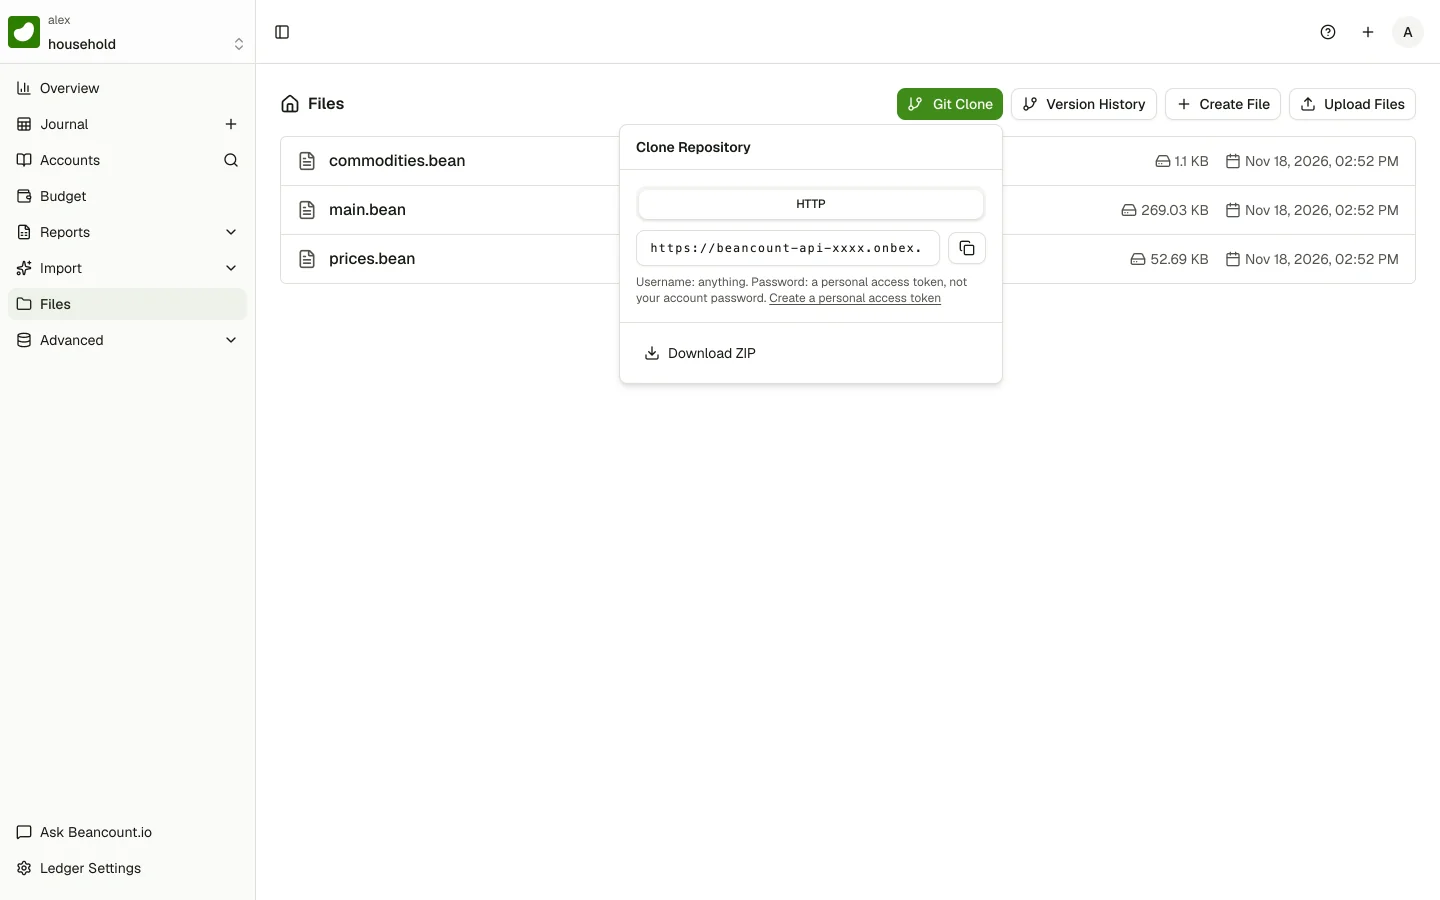 alex
household
Overview
Journal
Accounts
Budget
Reports
Import
Files
Advanced
Ask Beancount.io
Ledger Settings
A
Files
Git Clone
Version History
Create File
Upload Files
commodities.bean
1.1 KB
Nov 18, 2026, 02:52 PM
main.bean
269.03 KB
Nov 18, 2026, 02:52 PM
prices.bean
52.69 KB
Nov 18, 2026, 02:52 PM
Clone Repository
HTTP
https://beancount-api-xxxx.onbex.
Username: anything. Password: a personal access token, not
your account password. Create a personal access token
Download ZIP